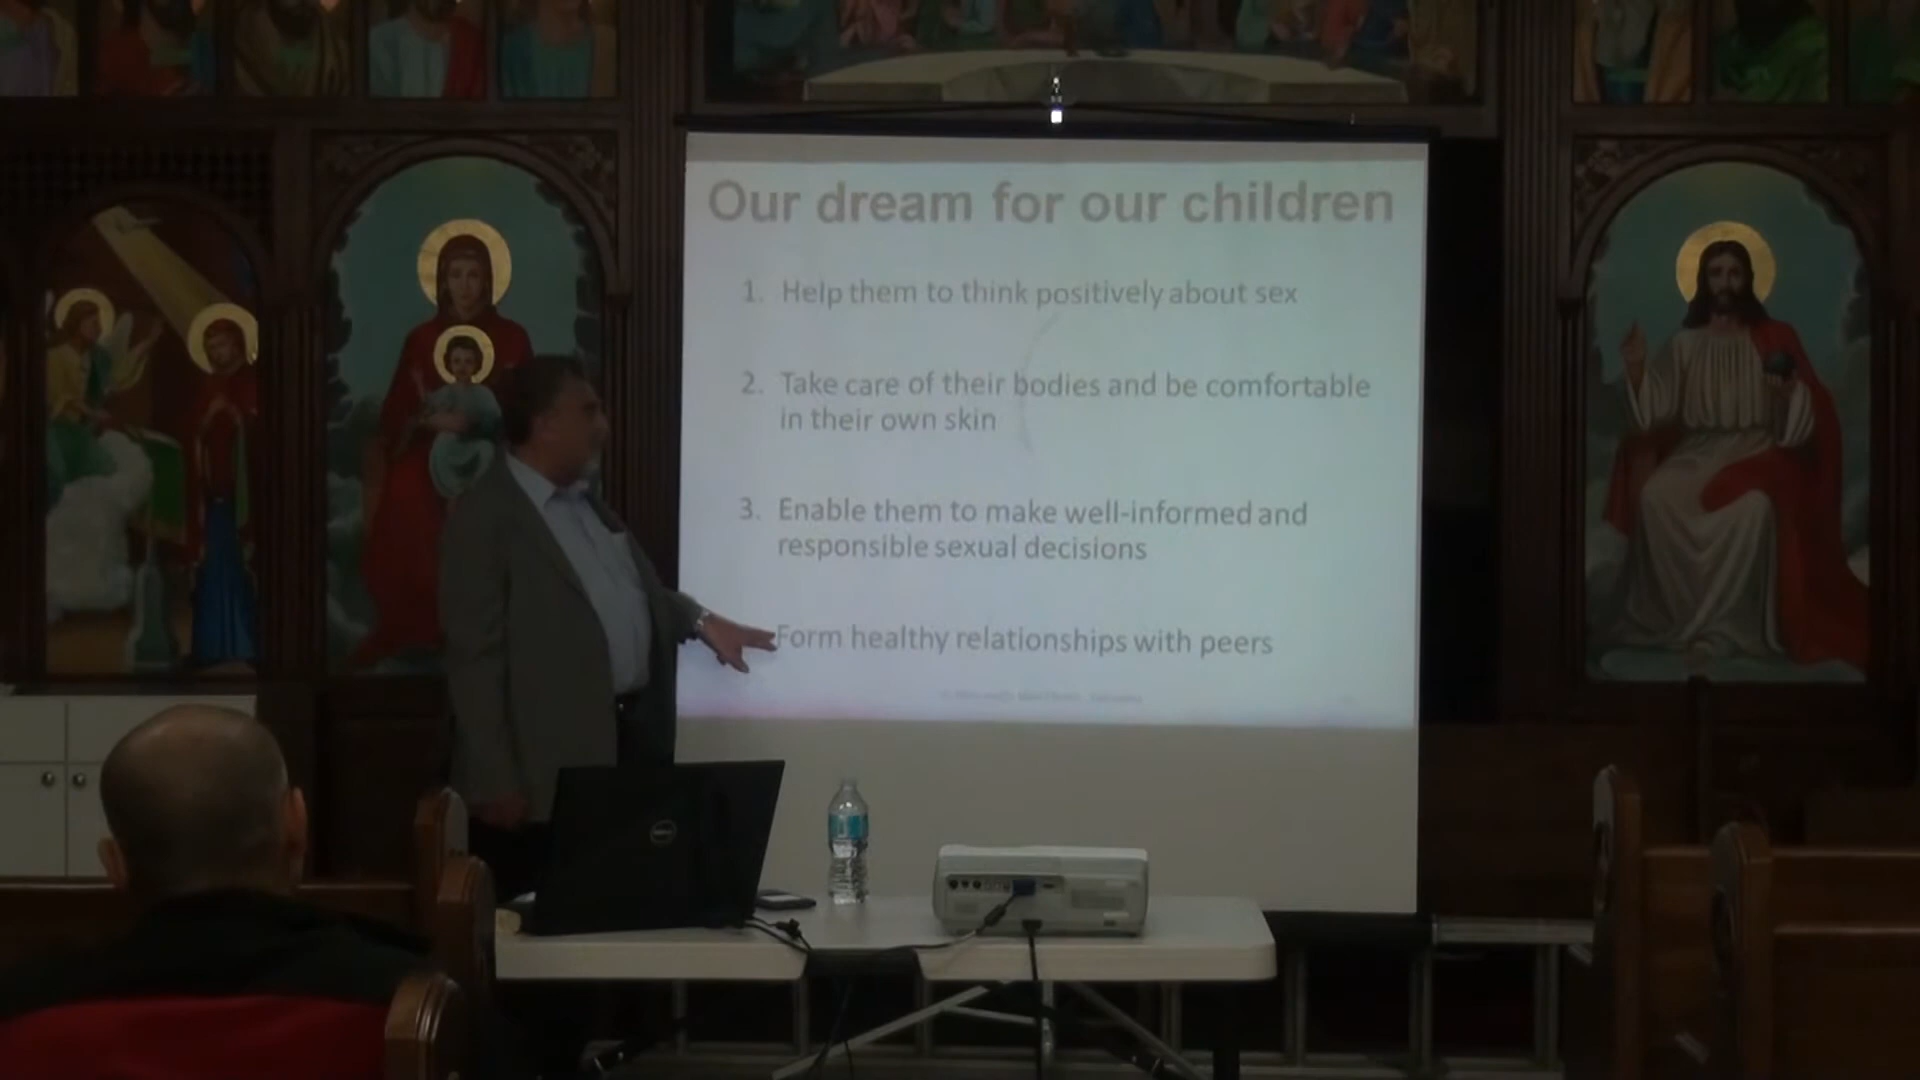 Our dream for our children
1. Help them to think positively about sex
2. Take care of their bodies and be comfortable
in their own skin
3. Enable them to make well-informed and
responsible sexual decisions
Form healthy relationships with peers
DELL